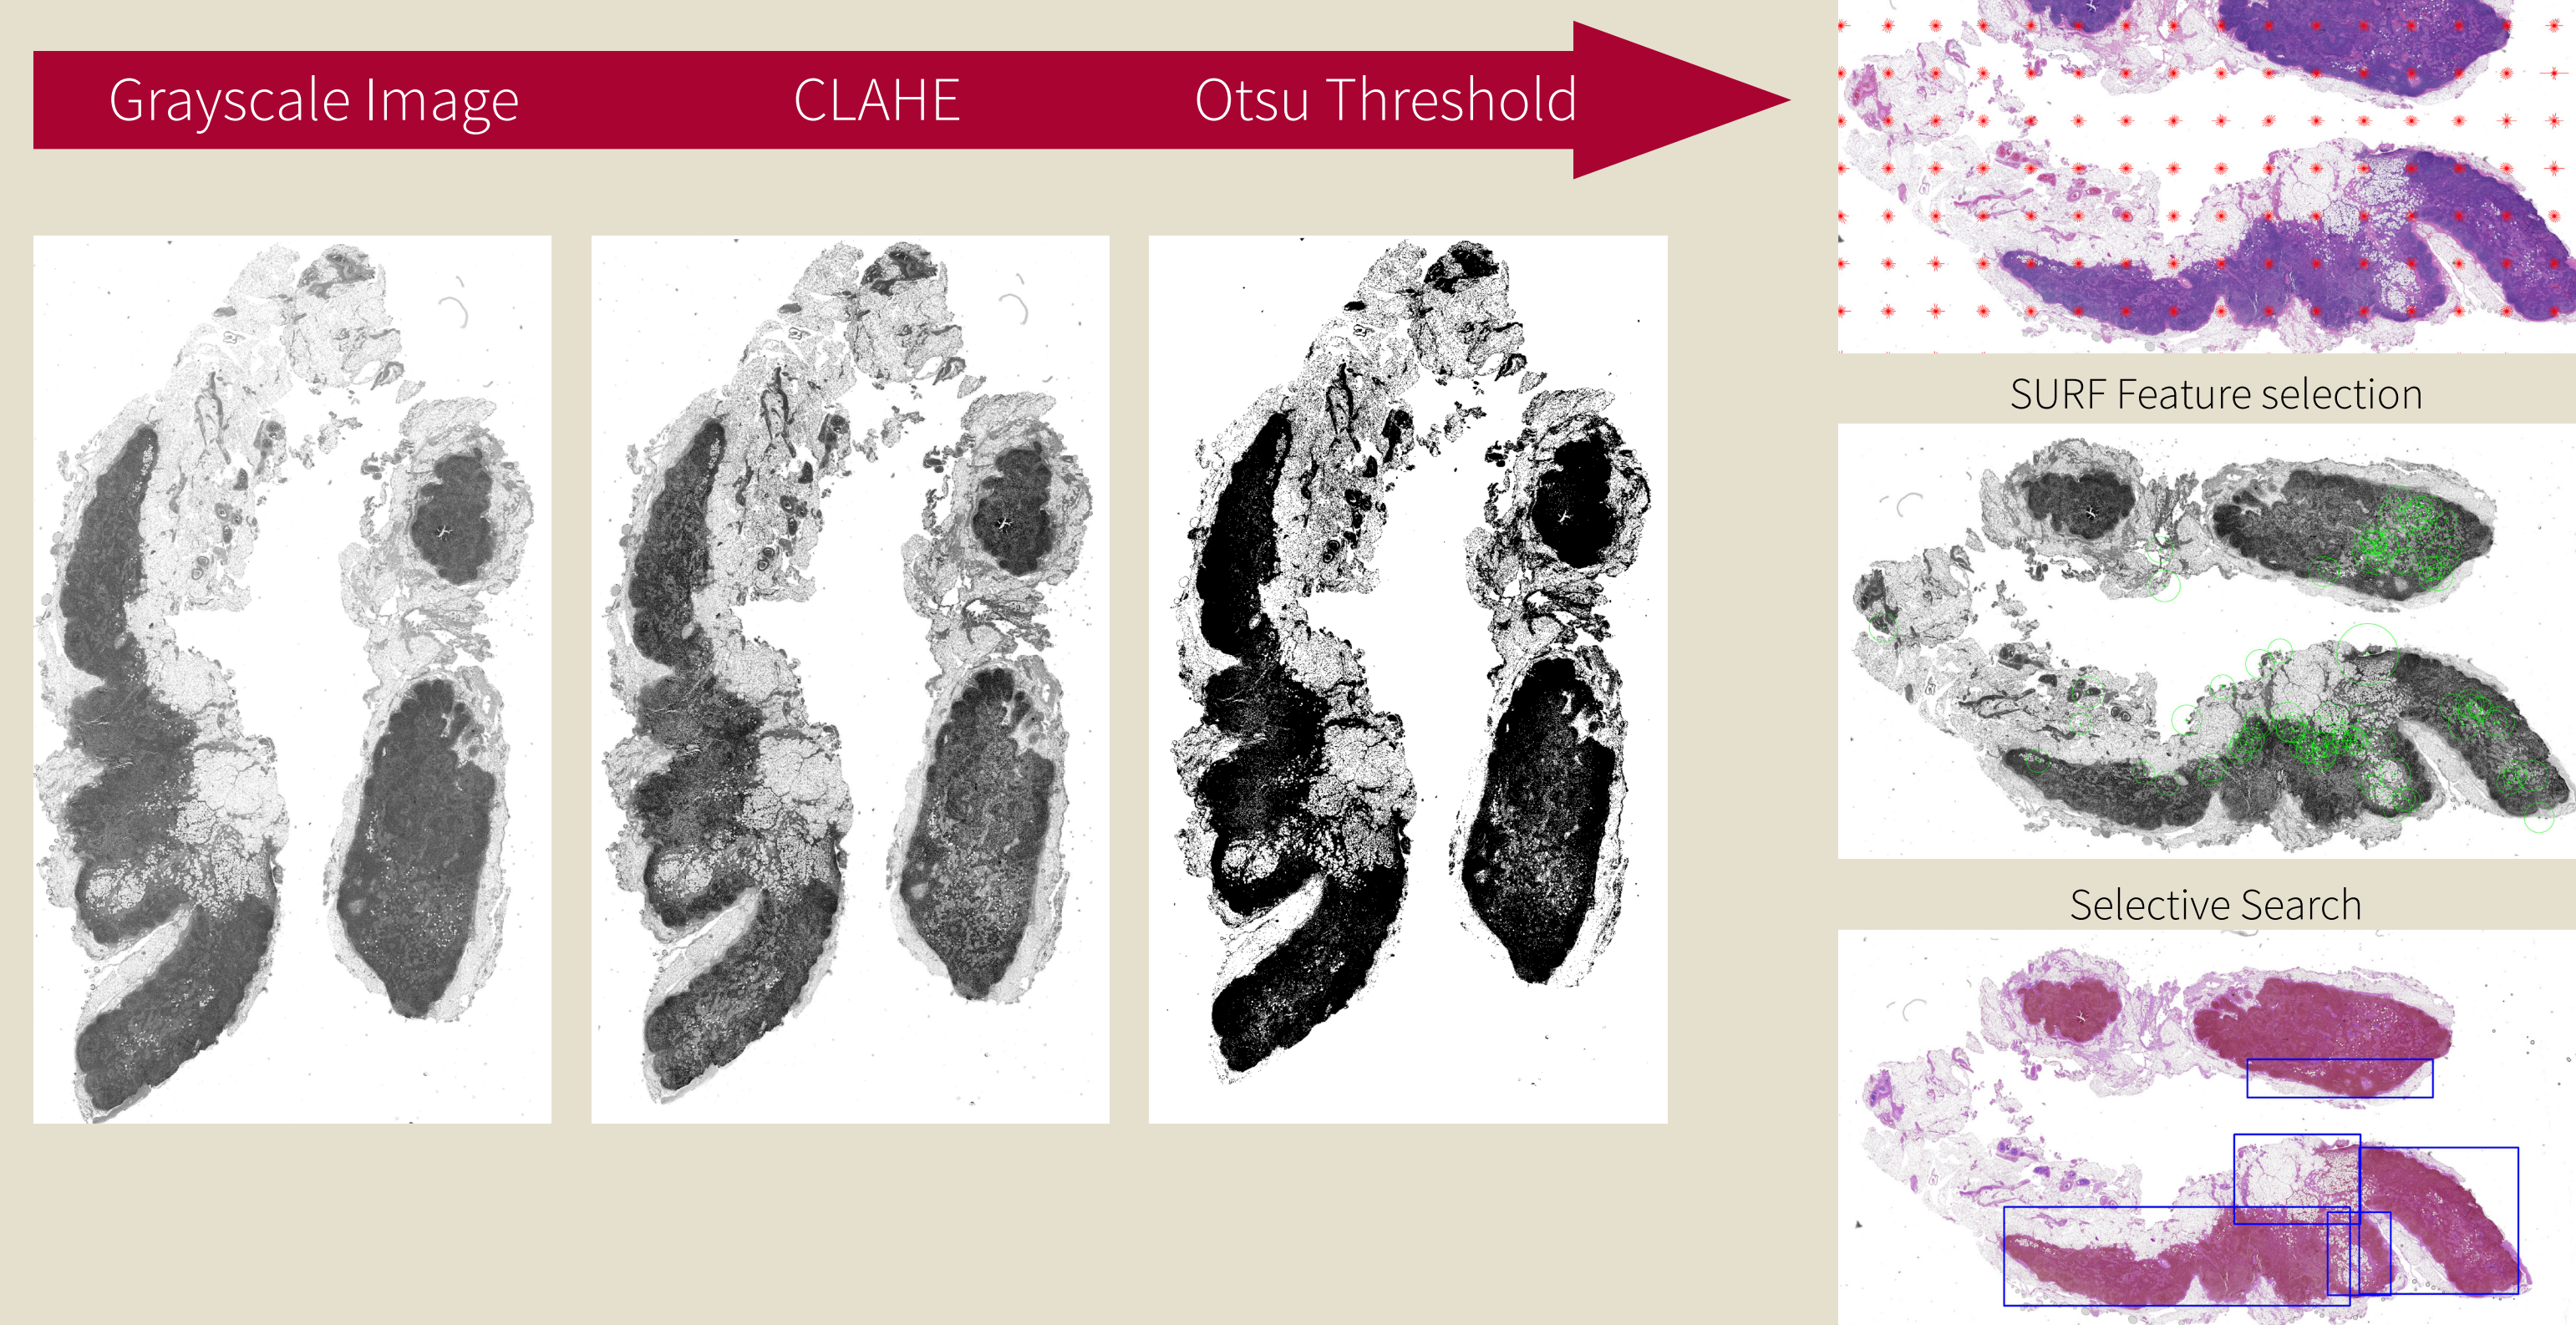 Grayscale Image
CLAHE
Otsu Threshold
SURF Feature selection
Selective Search